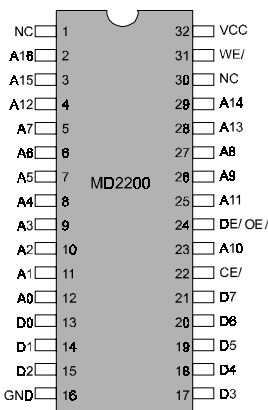 NC 1 32 VCC
A16 2 31 WE/
A15 3 30 NC
A12 4 29 A14
A7 5 28 A13
A6 6 27 A8
A5 7 MD2200 26 A9
A4 8 25 A11
A3 9 24 DE/ OE/
A2 10 23 A10
A1 11 22 CE/
A0 12 21 D7
D0 13 20 D6
D1 14 19 D5
D2 15 18 D4
GND 16 17 D3